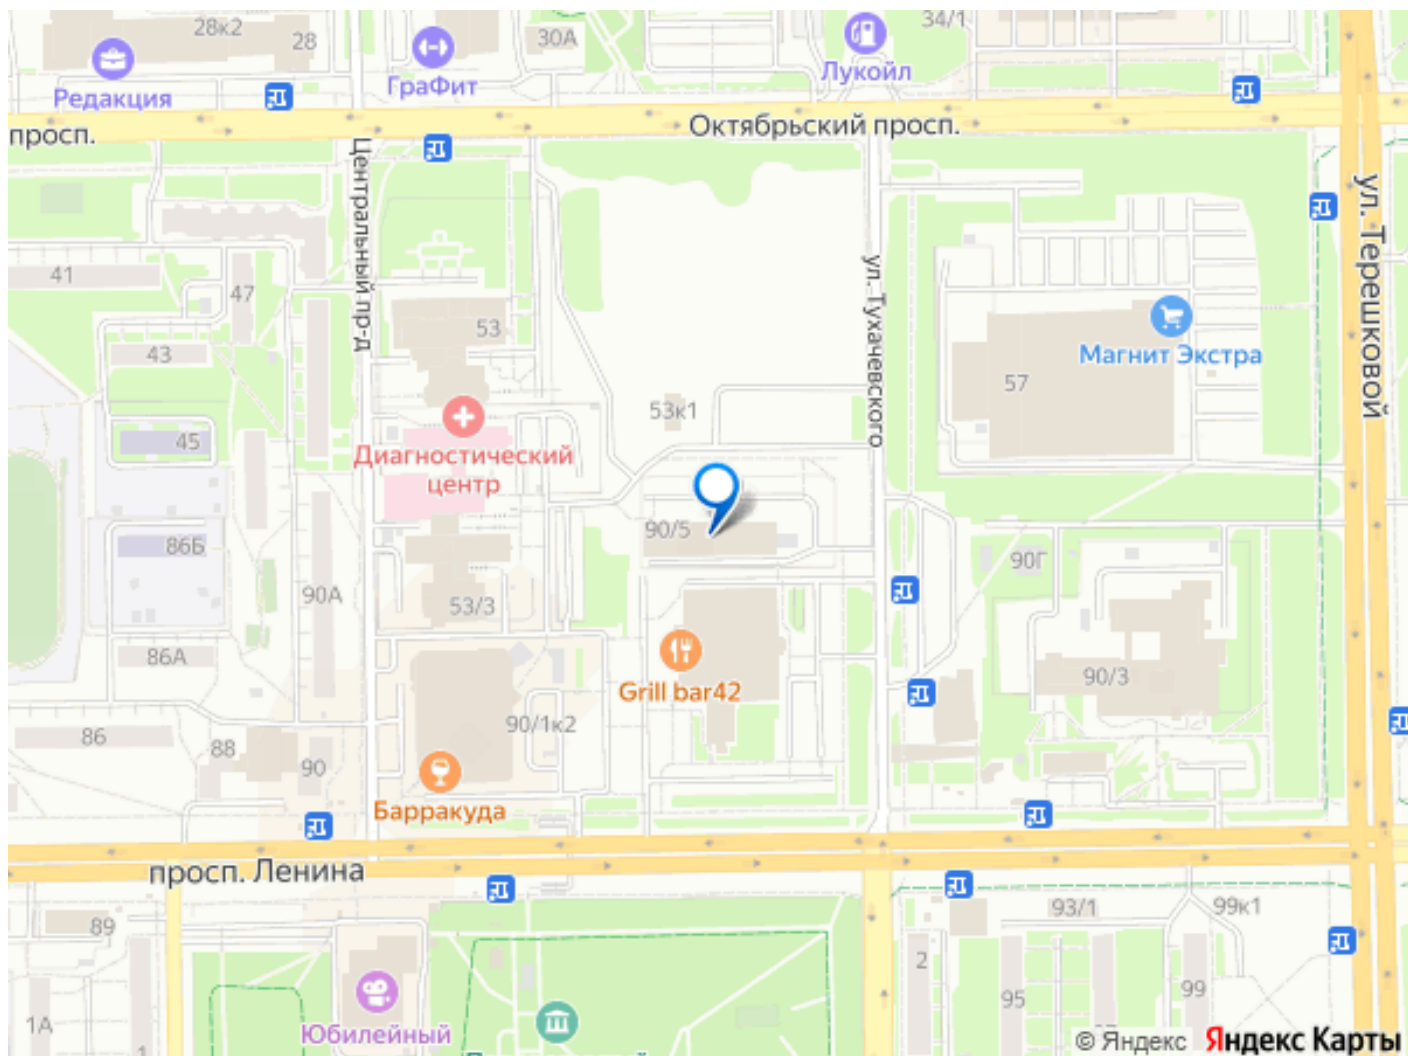 28к2
28
30А
34/1
Редакция
ГраФит
Лукойл
просп.
Октябрьский просп.
Центральный пр-д
ул. Терешковой
ул. Тухачевского
41
47
43
45
53
53к1
57
Магнит Экстра
Диагностический
центр
90/5
86Б
90А
53/3
90Г
86А
Grill bar42
90/3
86
88
90
90/1к2
Барракуда
просп. Ленина
89
93/1
99к1
2
95
99
1А
1
Юбилейный
© Яндекс
Яндекс Карты